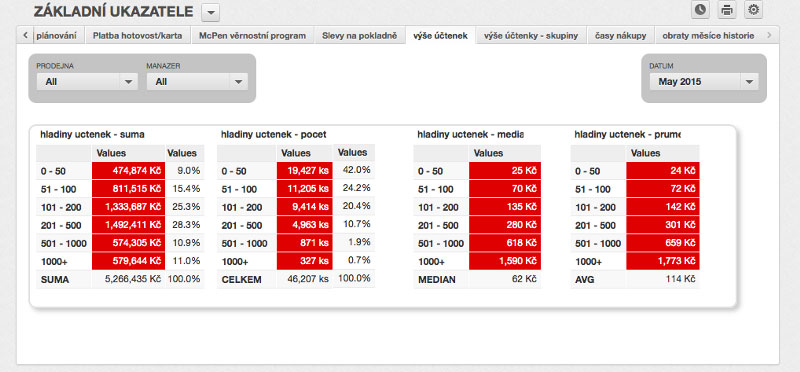 ZÁKLADNÍ UKAZATELE
plánování Platba hotovost/karta McPen věrnostní program Slevy na pokladně výše účtenek výše účtenky - skupiny časy nákupy obraty měsíce historie
PRODEJNA MANAZER DATUM
All All May 2015
hladiny uctenek - suma hladiny uctenek - pocet hladiny uctenek - media hladiny uctenek - prume
Values Values Values Values Values Values
0 - 50 474,874 Kč 9.0% 0 - 50 19,427 ks 42.0% 0 - 50 25 Kč 0 - 50 24 Kč
51 - 100 811,515 Kč 15.4% 51 - 100 11,205 ks 24.2% 51 - 100 70 Kč 51 - 100 72 Kč
101 - 200 1,333,687 Kč 25.3% 101 - 200 9,414 ks 20.4% 101 - 200 135 Kč 101 - 200 142 Kč
201 - 500 1,492,411 Kč 28.3% 201 - 500 4,963 ks 10.7% 201 - 500 280 Kč 201 - 500 301 Kč
501 - 1000 574,305 Kč 10.9% 501 - 1000 871 ks 1.9% 501 - 1000 618 Kč 501 - 1000 659 Kč
1000+ 579,644 Kč 11.0% 1000+ 327 ks 0.7% 1000+ 1,590 Kč 1000+ 1,773 Kč
SUMA 5,266,435 Kč 100.0% CELKEM 46,207 ks 100.0% MEDIAN 62 Kč AVG 114 Kč